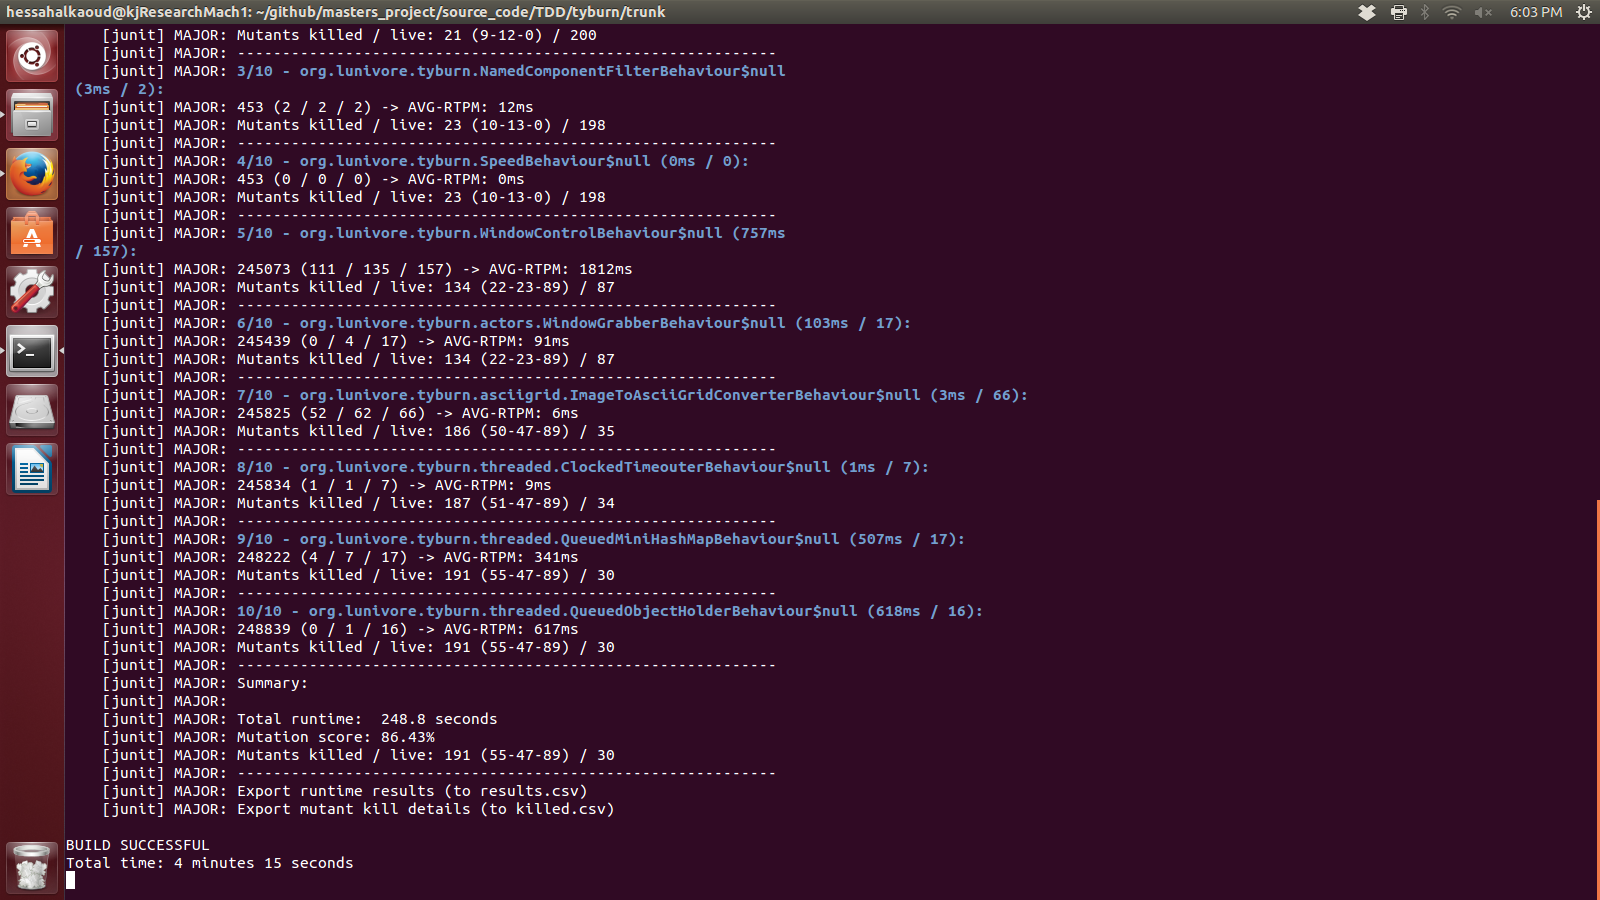 hessahalkaoud@kjResearchMach1: ~/github/masters_project/source_code/TDD/tyburn/trunk
6:03 PM
[junit] MAJOR: Mutants killed / live: 21 (9-12-0) / 200
[junit] MAJOR: ------------------------------------------------------------
[junit] MAJOR: 3/10 - org.lunivore.tyburn.NamedComponentFilterBehaviour$null
(3ms / 2):
[junit] MAJOR: 453 (2 / 2 / 2) -> AVG-RTPM: 12ms
[junit] MAJOR: Mutants killed / live: 23 (10-13-0) / 198
[junit] MAJOR: ------------------------------------------------------------
[junit] MAJOR: 4/10 - org.lunivore.tyburn.SpeedBehaviour$null (0ms / 0):
[junit] MAJOR: 453 (0 / 0 / 0) -> AVG-RTPM: 0ms
[junit] MAJOR: Mutants killed / live: 23 (10-13-0) / 198
[junit] MAJOR: ------------------------------------------------------------
[junit] MAJOR: 5/10 - org.lunivore.tyburn.WindowControlBehaviour$null (757ms
/ 157):
[junit] MAJOR: 245073 (111 / 135 / 157) -> AVG-RTPM: 1812ms
[junit] MAJOR: Mutants killed / live: 134 (22-23-89) / 87
[junit] MAJOR: ------------------------------------------------------------
[junit] MAJOR: 6/10 - org.lunivore.tyburn.actors.WindowGrabberBehaviour$null (103ms / 17):
[junit] MAJOR: 245439 (0 / 4 / 17) -> AVG-RTPM: 91ms
[junit] MAJOR: Mutants killed / live: 134 (22-23-89) / 87
[junit] MAJOR: ------------------------------------------------------------
[junit] MAJOR: 7/10 - org.lunivore.tyburn.asciigrid.ImageToAsciiGridConverterBehaviour$null (3ms / 66):
[junit] MAJOR: 245825 (52 / 62 / 66) -> AVG-RTPM: 6ms
[junit] MAJOR: Mutants killed / live: 186 (50-47-89) / 35
[junit] MAJOR: ------------------------------------------------------------
[junit] MAJOR: 8/10 - org.lunivore.tyburn.threaded.ClockedTimeouterBehaviour$null (1ms / 7):
[junit] MAJOR: 245834 (1 / 1 / 7) -> AVG-RTPM: 9ms
[junit] MAJOR: Mutants killed / live: 187 (51-47-89) / 34
[junit] MAJOR: ------------------------------------------------------------
[junit] MAJOR: 9/10 - org.lunivore.tyburn.threaded.QueuedMiniHashMapBehaviour$null (507ms / 17):
[junit] MAJOR: 248222 (4 / 7 / 17) -> AVG-RTPM: 341ms
[junit] MAJOR: Mutants killed / live: 191 (55-47-89) / 30
[junit] MAJOR: ------------------------------------------------------------
[junit] MAJOR: 10/10 - org.lunivore.tyburn.threaded.QueuedObjectHolderBehaviour$null (618ms / 16):
[junit] MAJOR: 248839 (0 / 1 / 16) -> AVG-RTPM: 617ms
[junit] MAJOR: Mutants killed / live: 191 (55-47-89) / 30
[junit] MAJOR: ------------------------------------------------------------
[junit] MAJOR: Summary:
[junit] MAJOR:
[junit] MAJOR: Total runtime:  248.8 seconds
[junit] MAJOR: Mutation score: 86.43%
[junit] MAJOR: Mutants killed / live: 191 (55-47-89) / 30
[junit] MAJOR: ------------------------------------------------------------
[junit] MAJOR: Export runtime results (to results.csv)
[junit] MAJOR: Export mutant kill details (to killed.csv)
BUILD SUCCESSFUL
Total time: 4 minutes 15 seconds